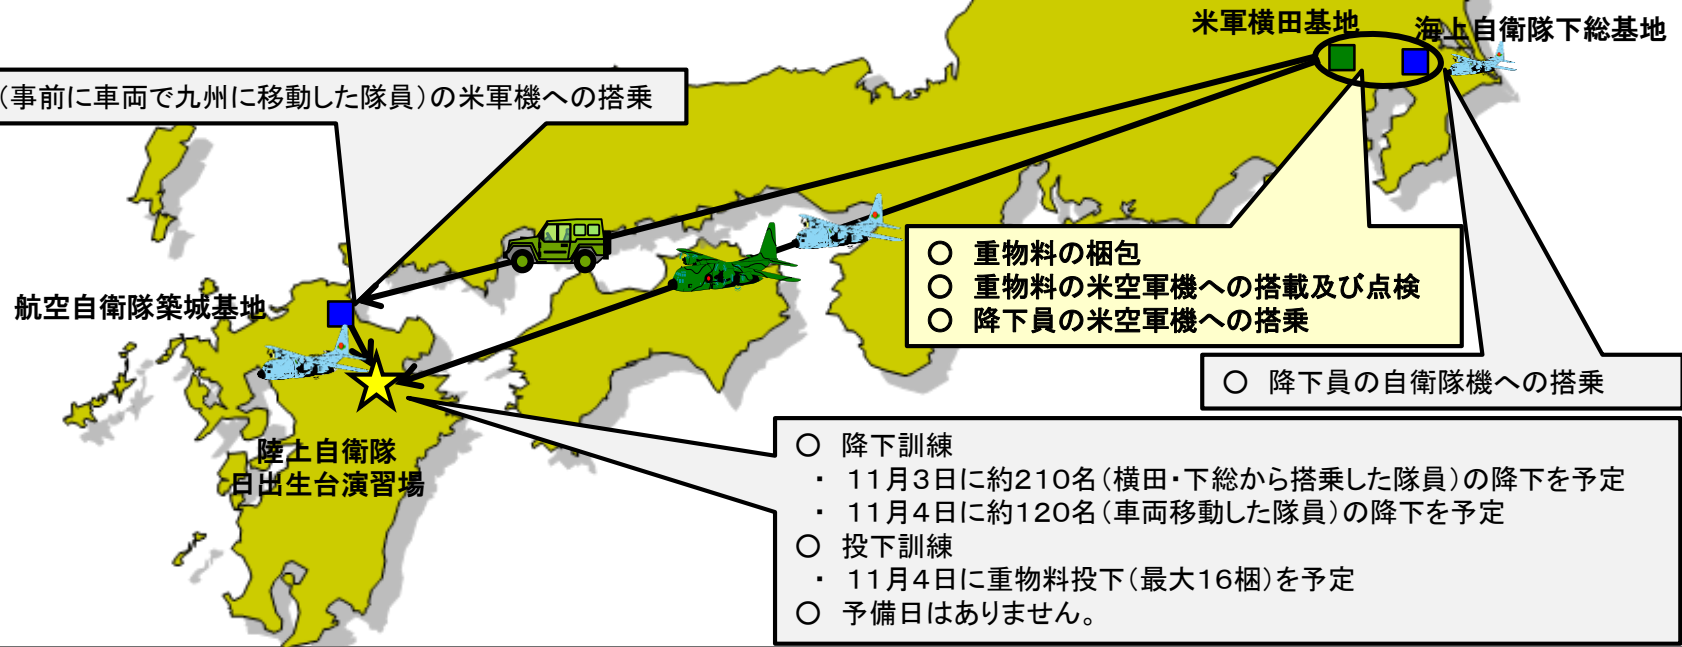 米軍横田基地
海上自衛隊下総基地
(事前に車両で九州に移動した隊員)の米軍機への搭乗
○ 重物料の梱包
○ 重物料の米空軍機への搭載及び点検
○ 降下員の米空軍機への搭乗
航空自衛隊築城基地
○ 降下員の自衛隊機への搭乗
陸上自衛隊
日出生台演習場
○ 降下訓練
・ 11月3日に約210名(横田・下総から搭乗した隊員)の降下を予定
・ 11月4日に約120名(車両移動した隊員)の降下を予定
○ 投下訓練
・ 11月4日に重物料投下(最大16梱)を予定
○ 予備日はありません。